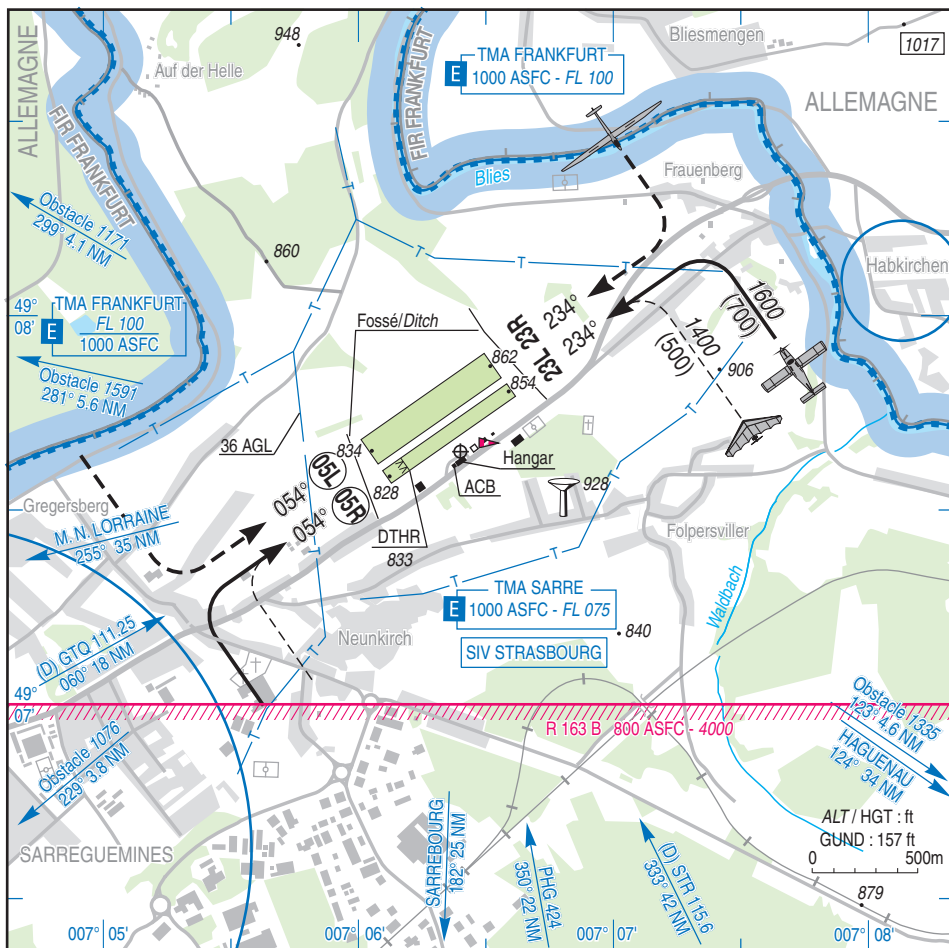 948
Auf der Helle
ALLEMAGNE
FIR FRANKFURT
TMA FRANKFURT
E
1000 ASFC - FL 100
FIR FRANKFURT
Bliesmengen
1017
ALLEMAGNE
Blies
Frauenberg
Habkirchen
Obstacle 1171
299° 4.1 NM
860
49°
08'
TMA FRANKFURT
E
FL 100
1000 ASFC
Obstacle 1591
281° 5.6 NM
Fossé/Ditch
23L 23R
234°
234°
1600
(700)
1400
(500)
906
862
854
36 AGL
834
828
05L
054°
05R
054°
Hangar
ACB
DTHR
833
928
Folpersviller
Gregersberg
M. N. LORRAINE
255° 35 NM
T
T
T
T
T
T
T
T
T
T
T
T
T
T
TMA SARRE
E
1000 ASFC - FL 075
SIV STRASBOURG
840
Waldbach
Neunkirch
(D) GTQ 111.25
060° 18 NM
49°
07'
R 163 B 800 ASFC - 4000
Obstacle 1076
229° 3.8 NM
Obstacle 1335
123° 4.6 NM
HAGUENAU
124° 34 NM
SARREGUEMINES
SARREBOURG
182° 25 NM
PHG 424
350° 22 NM
(D) STR 115.6
333° 42 NM
ALT / HGT : ft
GUND : 157 ft
0 500m
879
007° 05'
007° 06'
007° 07'
007° 08'